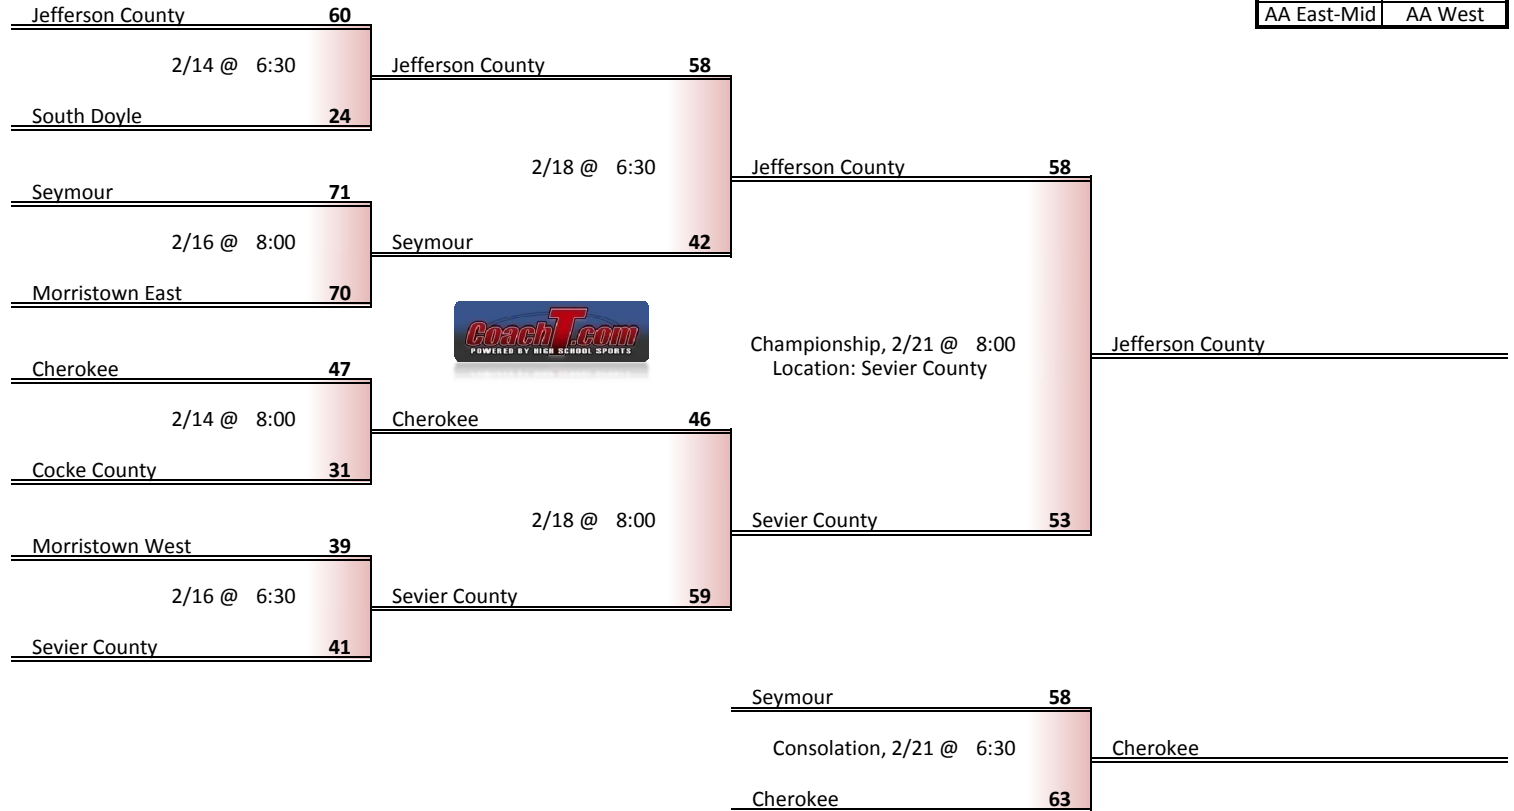 Jefferson County 60
AA East-Mid AA West
2/14 @ 6:30
Jefferson County 58
South Doyle 24
2/18 @ 6:30
Jefferson County 58
Seymour 71
2/16 @ 8:00
Seymour 42
Morristown East 70
CoachT.com
POWERED BY HIGH SCHOOL SPORTS
Championship, 2/21 @ 8:00
Location: Sevier County
Jefferson County
Cherokee 47
2/14 @ 8:00
Cherokee 46
Cocke County 31
2/18 @ 8:00
Sevier County 53
Morristown West 39
2/16 @ 6:30
Sevier County 59
Sevier County 41
Seymour 58
Consolation, 2/21 @ 6:30
Cherokee
Cherokee 63